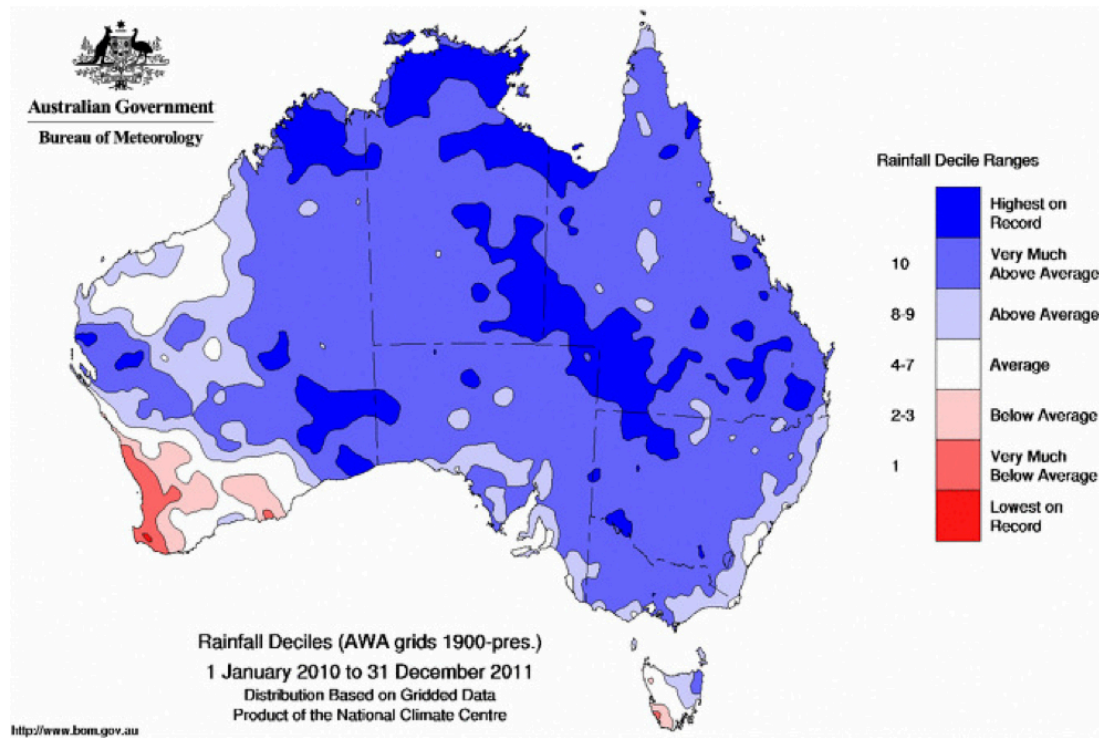 Australian Government
Bureau of Meteorology
Rainfall Decile Ranges
Highest on
Record
10
Very Much
Above Average
8-9
Above Average
4-7
Average
2-3
Below Average
1
Very Much
Below Average
Lowest on
Record
Rainfall Deciles (AWA grids 1900-pres.)
1 January 2010 to 31 December 2011
Distribution Based on Gridded Data
Product of the National Climate Centre
http://www.bom.gov.au